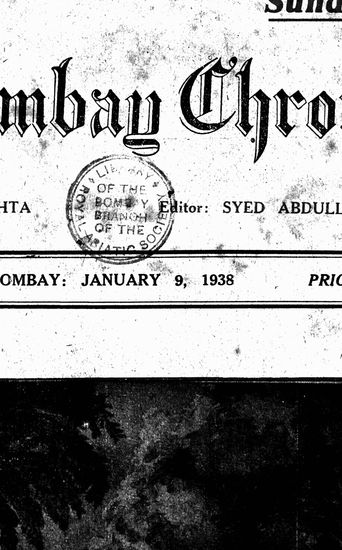 Sund
mbay Chro
HTA Editor: SYED ABDULL
LIBRARY
OF THE
BOMBAY
BRANCH
OF THE
ROYAL ASIATIC SOCIETY
OMBAY: JANUARY 9, 1938 PRIC